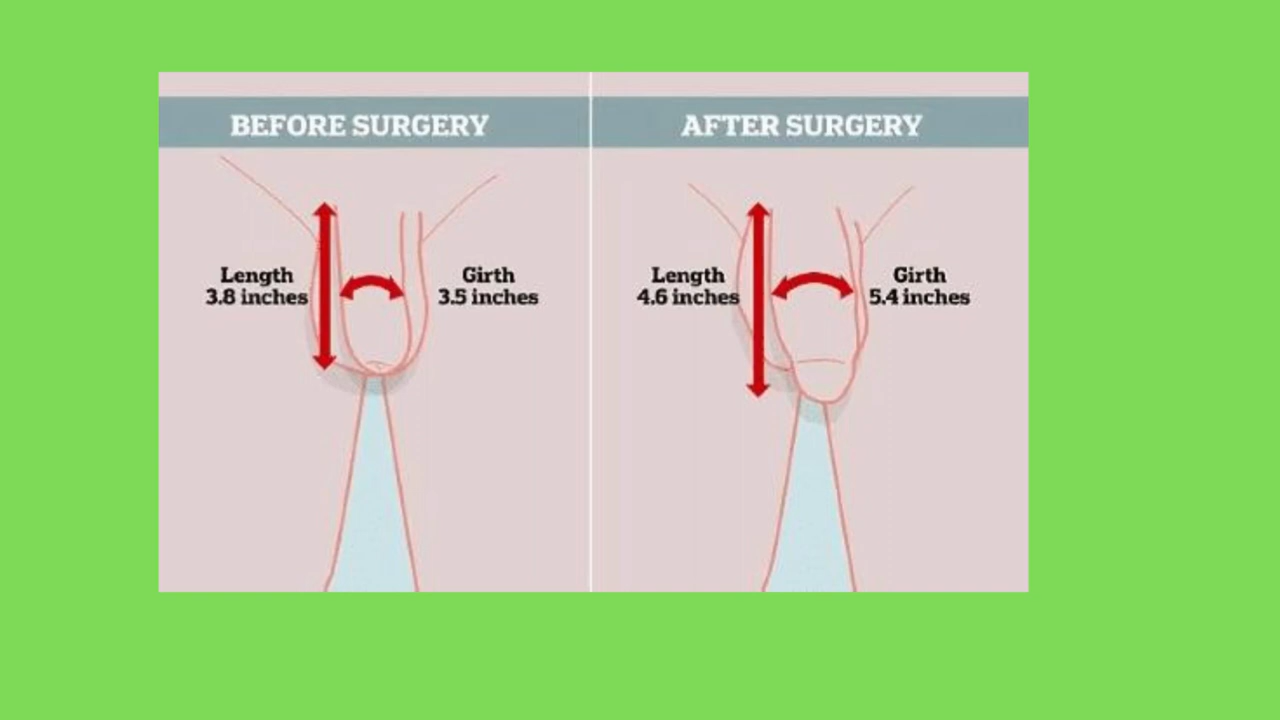 BEFORE SURGERY
Length
3.8 inches
Girth
3.5 inches
AFTER SURGERY
Length
4.6 inches
Girth
5.4 inches